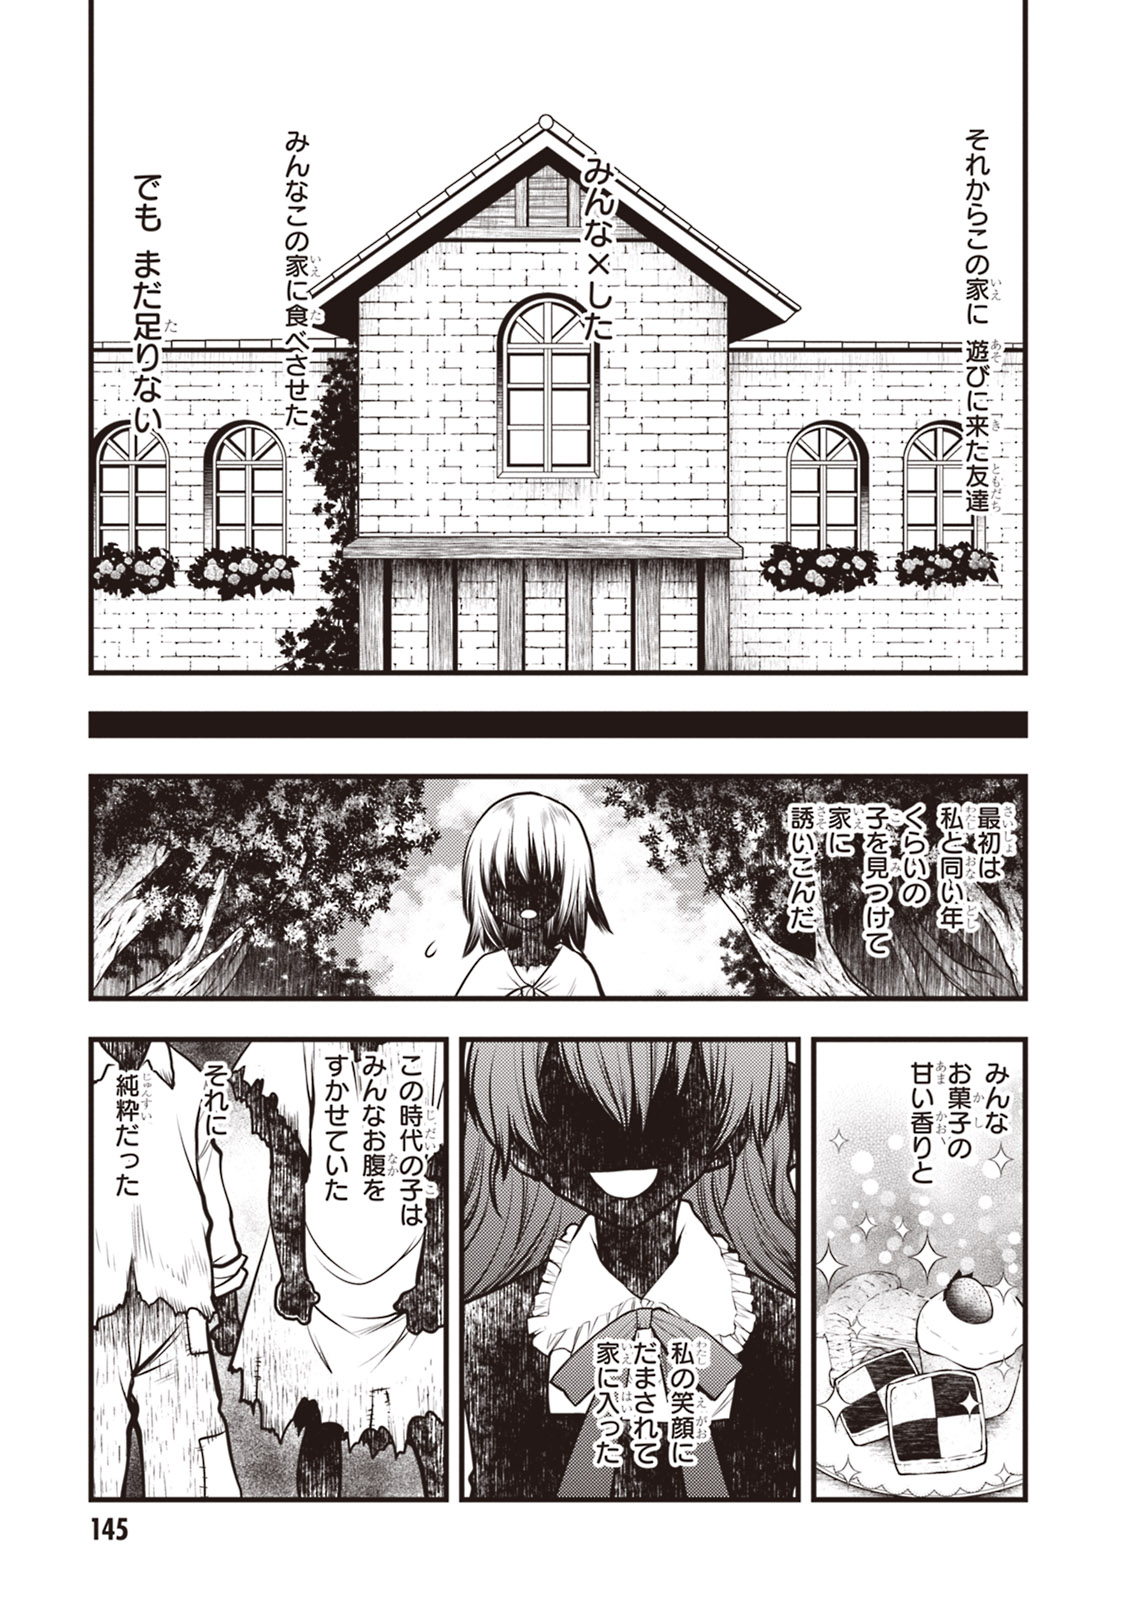 それからこの家に 遊びに来た友達
みんな×した
みんなこの家に食べさせた
でも まだ足りない
最初は
私と同い年
くらいの
子を見つけて
家に
誘いこんだ
みんな
お菓子の
甘い香りと
私の笑顔に
だまされて
家に入った
この時代の子は
みんなお腹を
すかせていた
それに
純粋だった
145